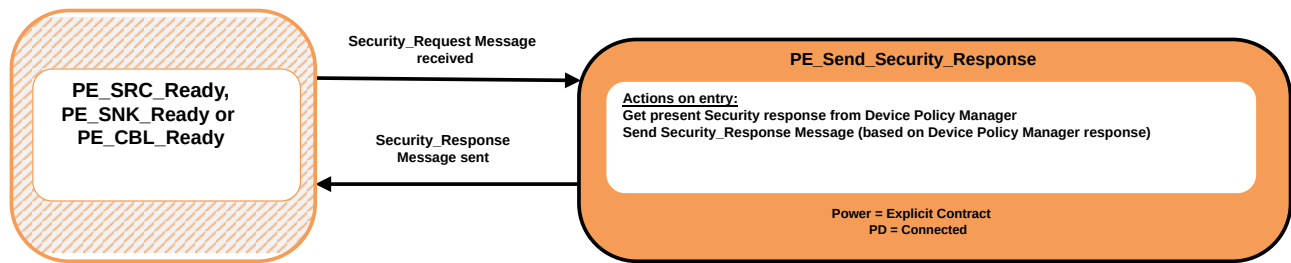 PE_SRC_Ready,
PE_SNK_Ready or
PE_CBL_Ready
Security_Request Message
received
Security_Response
Message sent
PE_Send_Security_Response
Actions on entry:
Get present Security response from Device Policy Manager
Send Security_Response Message (based on Device Policy Manager response)
Power = Explicit Contract
PD = Connected